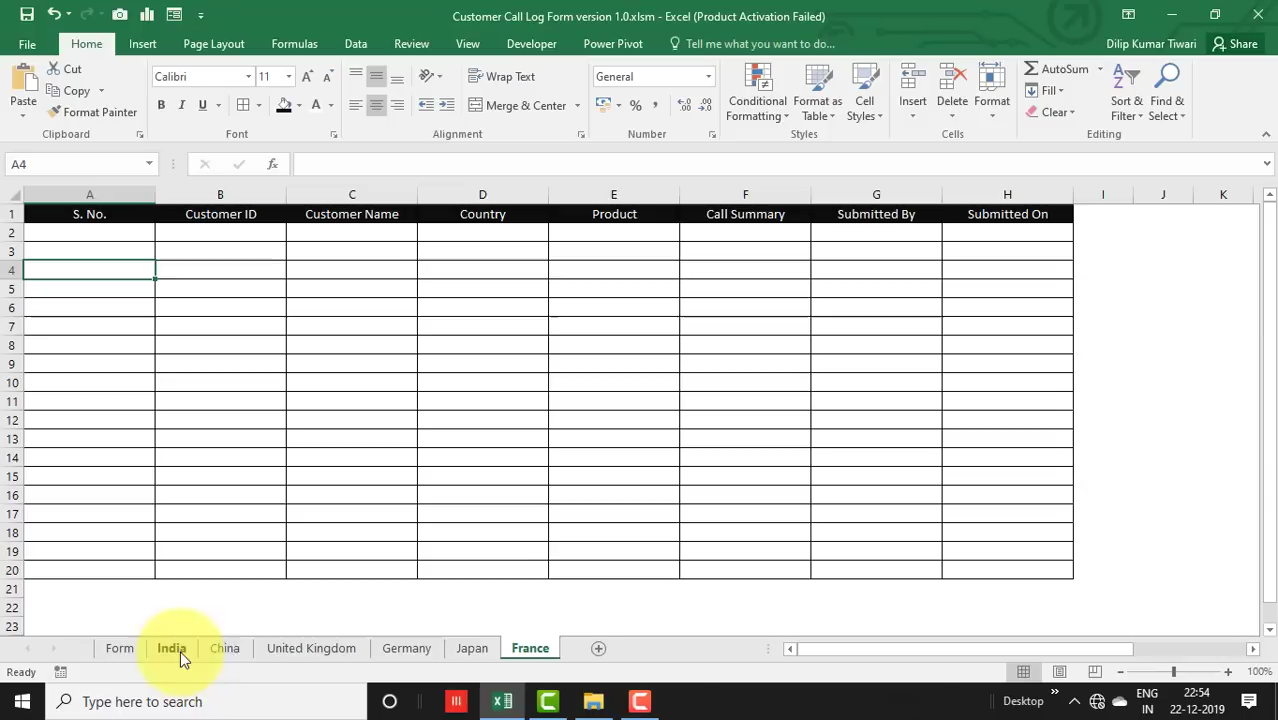 Customer Call Log Form version 1.0.xlsm - Excel (Product Activation Failed)
File Home Insert Page Layout Formulas Data Review View Developer Power Pivot Tell me what you want to do... Dilip Kumar Tiwari Share
Paste
Cut
Copy
Format Painter
Clipboard
Calibri 11
B I U A
Font
Wrap Text
Merge & Center
Alignment
General
%
Number
Conditional Formatting
Format as Table
Cell Styles
Styles
Insert Delete Format
Cells
AutoSum
Fill
Clear
Sort & Filter
Find & Select
Editing
A4 fx
A B C D E F G H I J K
1 S. No. Customer ID Customer Name Country Product Call Summary Submitted By Submitted On
2
3
4
5
6
7
8
9
10
11
12
13
14
15
16
17
18
19
20
21
22
23
Form India China United Kingdom Germany Japan France
Ready 100%
Type here to search Desktop ENG IN 22:54 22-12-2019